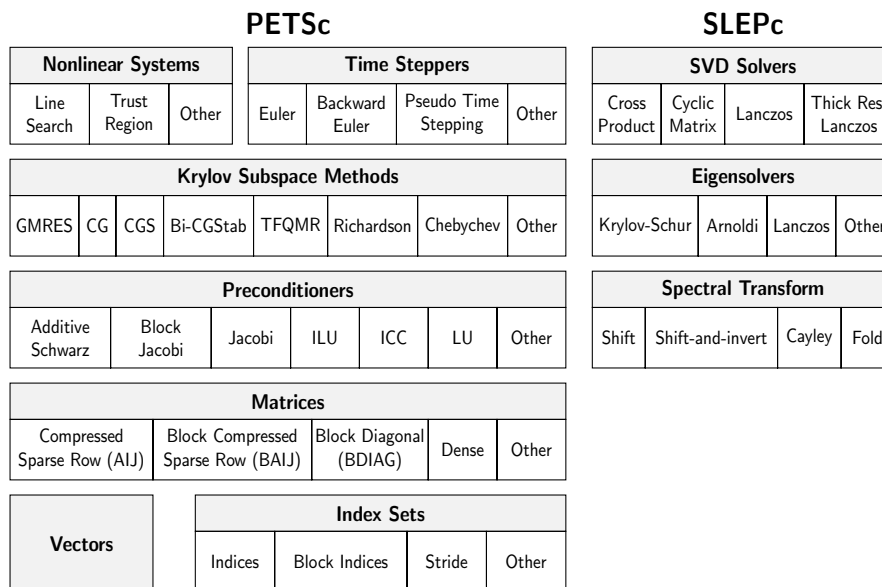 PETSc
SLEPc
Nonlinear Systems
Line
Search
Trust
Region
Other
Time Steppers
Euler
Backward
Euler
Pseudo Time
Stepping
Other
SVD Solvers
Cross
Product
Cyclic
Matrix
Lanczos
Thick Res
Lanczos
Krylov Subspace Methods
GMRES
CG
CGS
Bi-CGStab
TFQMR
Richardson
Chebychev
Other
Eigensolvers
Krylov-Schur
Arnoldi
Lanczos
Other
Preconditioners
Additive
Schwarz
Block
Jacobi
Jacobi
ILU
ICC
LU
Other
Spectral Transform
Shift
Shift-and-invert
Cayley
Fold
Matrices
Compressed
Sparse Row (AIJ)
Block Compressed
Sparse Row (BAIJ)
Block Diagonal
(BDIAG)
Dense
Other
Vectors
Index Sets
Indices
Block Indices
Stride
Other